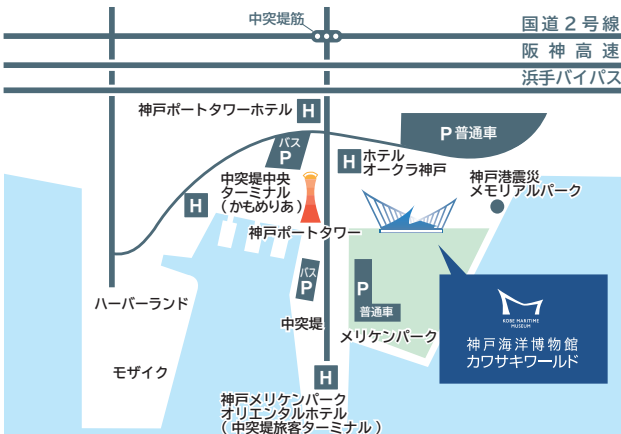 中突堤筋
国道2号線
阪神高速
浜手バイパス
神戸ポートタワーホテル
H
バス
P
P 普通車
H
ホテル
オークラ神戸
神戸港震災
メモリアルパーク
中突堤中央
ターミナル
(かもめりあ)
H
神戸ポートタワー
バス
P
P
普通車
ハーバーランド
中突堤
メリケンパーク
KOBE MARITIME
MUSEUM
神戸海洋博物館
カワサキワールド
モザイク
H
神戸メリケンパーク
オリエンタルホテル
(中突堤旅客ターミナル)